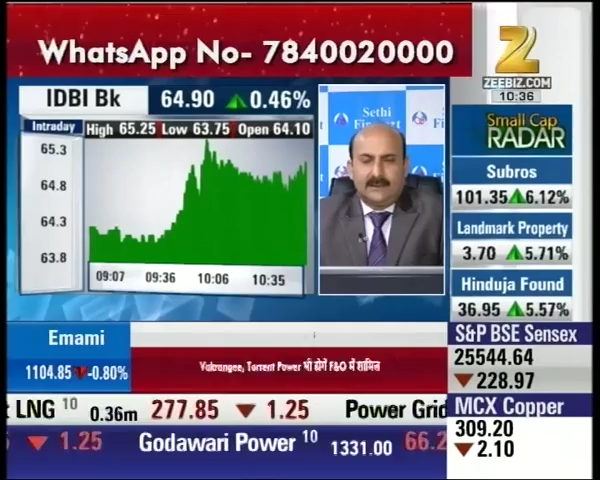 WhatsApp No- 7840020000
Z
ZEEBIZ.COM
10:36
IDBI Bk 64.90 0.46%
Intraday High 65.25 Low 63.75 Open 64.10
65.3
64.8
64.3
63.8
09:07 09:36 10:06 10:35
Sethi
Small Cap
RADAR
Subros
101.35 6.12%
Landmark Property
3.70 5.71%
Hinduja Found
36.95 5.57%
Emami
1104.85 -0.80%
Vakrangee, Torrent Power भी होंगे F&O में शामिल
S&P BSE Sensex
25544.64
228.97
MCX Copper
309.20
2.10
t LNG 10 0.36m 277.85 1.25 Power Grid
1.25 Godawari Power 10 1331.00 66.2